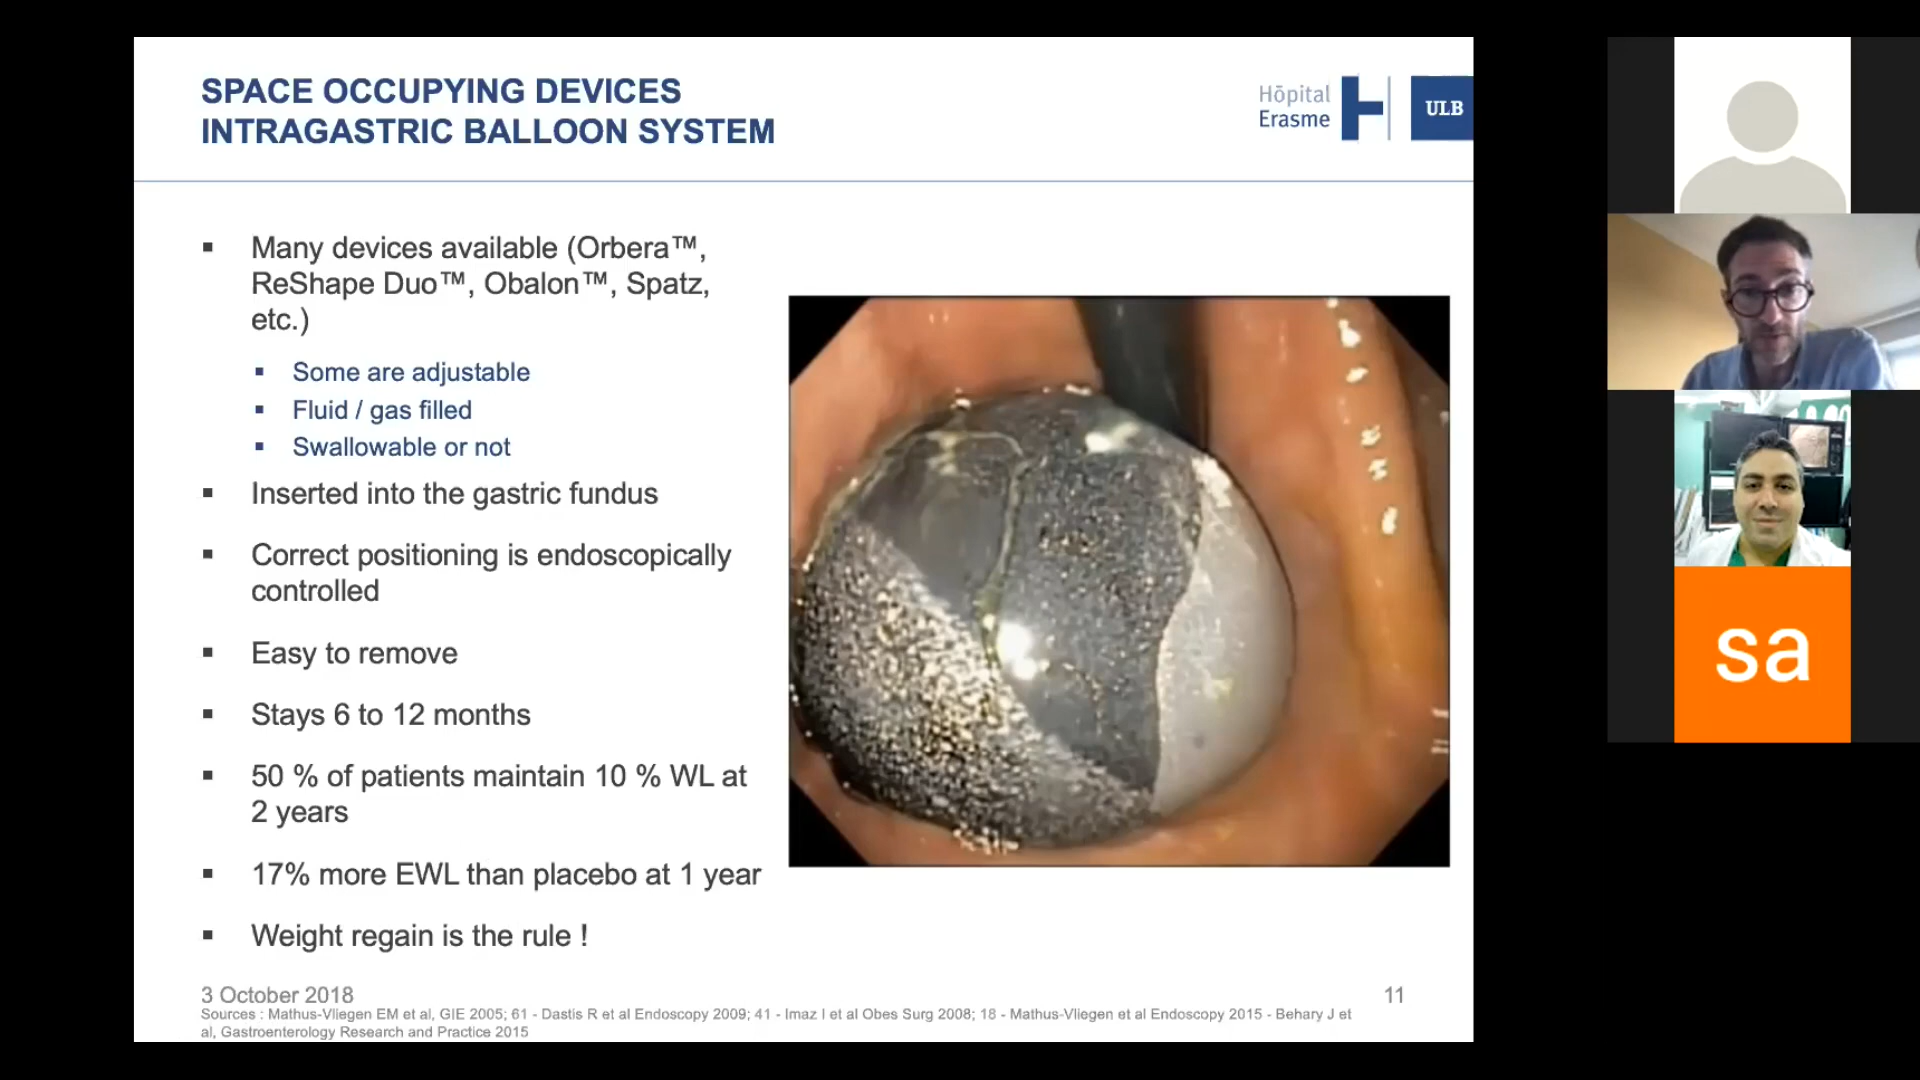 SPACE OCCUPYING DEVICES
INTRAGASTRIC BALLOON SYSTEM
Hôpital
Erasme
ULB
▪ Many devices available (Orbera™,
ReShape Duo™, Obalon™, Spatz,
etc.)
▪ Some are adjustable
▪ Fluid / gas filled
▪ Swallowable or not
▪ Inserted into the gastric fundus
▪ Correct positioning is endoscopically
controlled
▪ Easy to remove
▪ Stays 6 to 12 months
▪ 50 % of patients maintain 10 % WL at
2 years
▪ 17% more EWL than placebo at 1 year
▪ Weight regain is the rule !
3 October 2018
11
Sources : Mathus-Vliegen EM et al, GIE 2005; 61 - Dastis R et al Endoscopy 2009; 41 - Imaz I et al Obes Surg 2008; 18 - Mathus-Vliegen et al Endoscopy 2015 - Behary J et
al, Gastroenterology Research and Practice 2015
sa